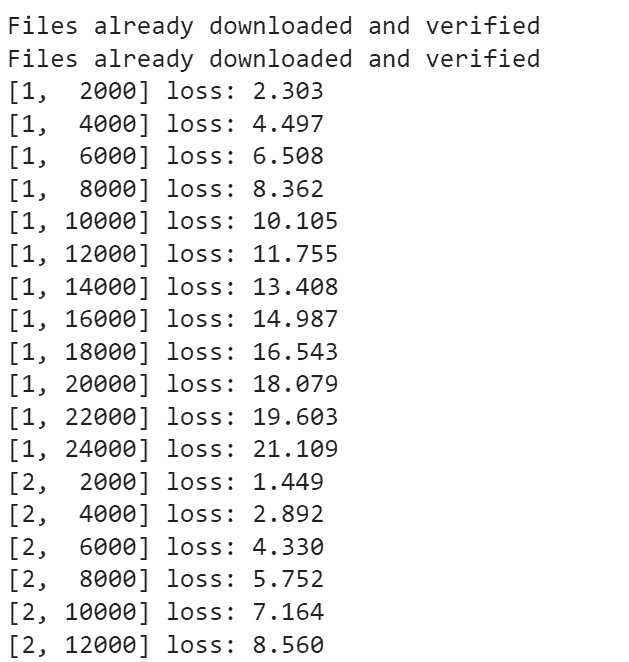 Files already downloaded and verified
Files already downloaded and verified
[1,  2000] loss: 2.303
[1,  4000] loss: 4.497
[1,  6000] loss: 6.508
[1,  8000] loss: 8.362
[1, 10000] loss: 10.105
[1, 12000] loss: 11.755
[1, 14000] loss: 13.408
[1, 16000] loss: 14.987
[1, 18000] loss: 16.543
[1, 20000] loss: 18.079
[1, 22000] loss: 19.603
[1, 24000] loss: 21.109
[2,  2000] loss: 1.449
[2,  4000] loss: 2.892
[2,  6000] loss: 4.330
[2,  8000] loss: 5.752
[2, 10000] loss: 7.164
[2, 12000] loss: 8.560